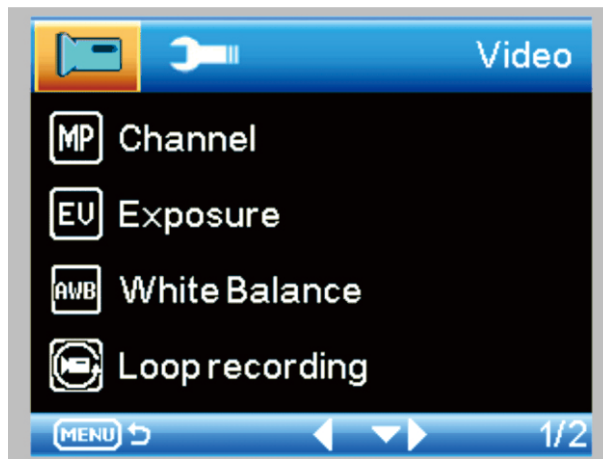 Video
MP Channel
EV Exposure
AWB White Balance
Loop recording
MENU 1/2